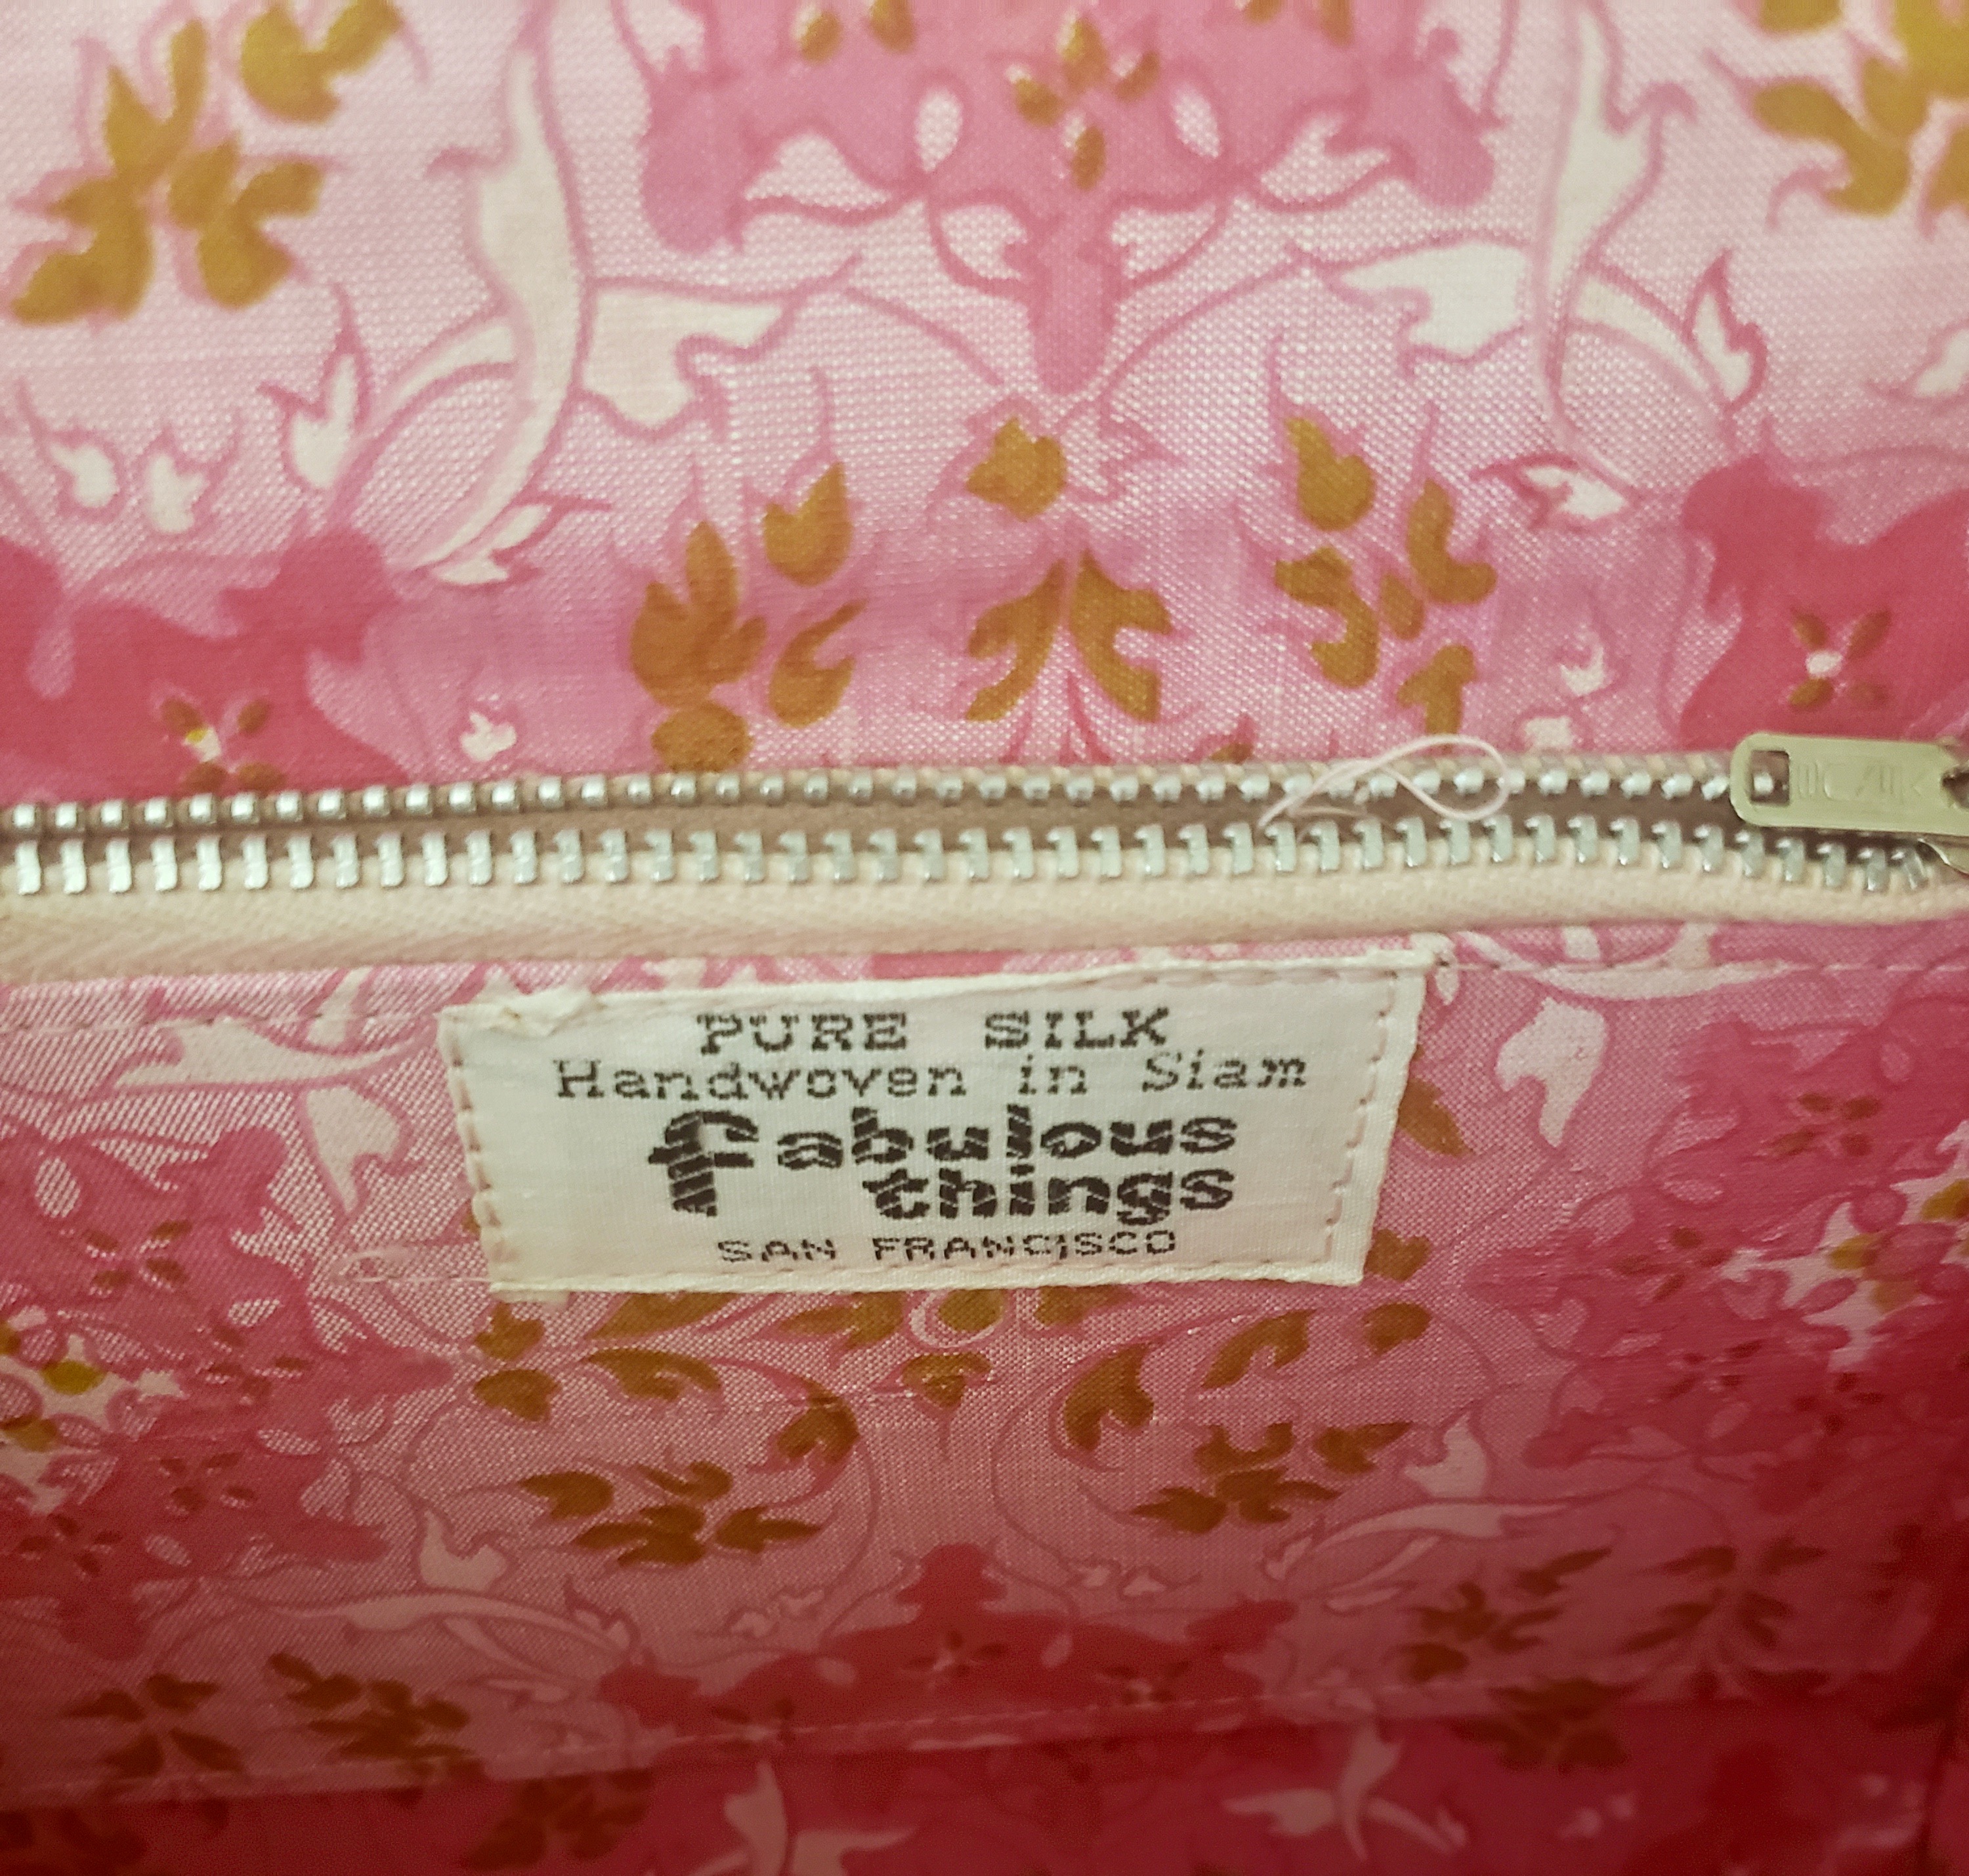 PURE SILK
Handwoven in Siam
Fabulous
things
SAN FRANCISCO